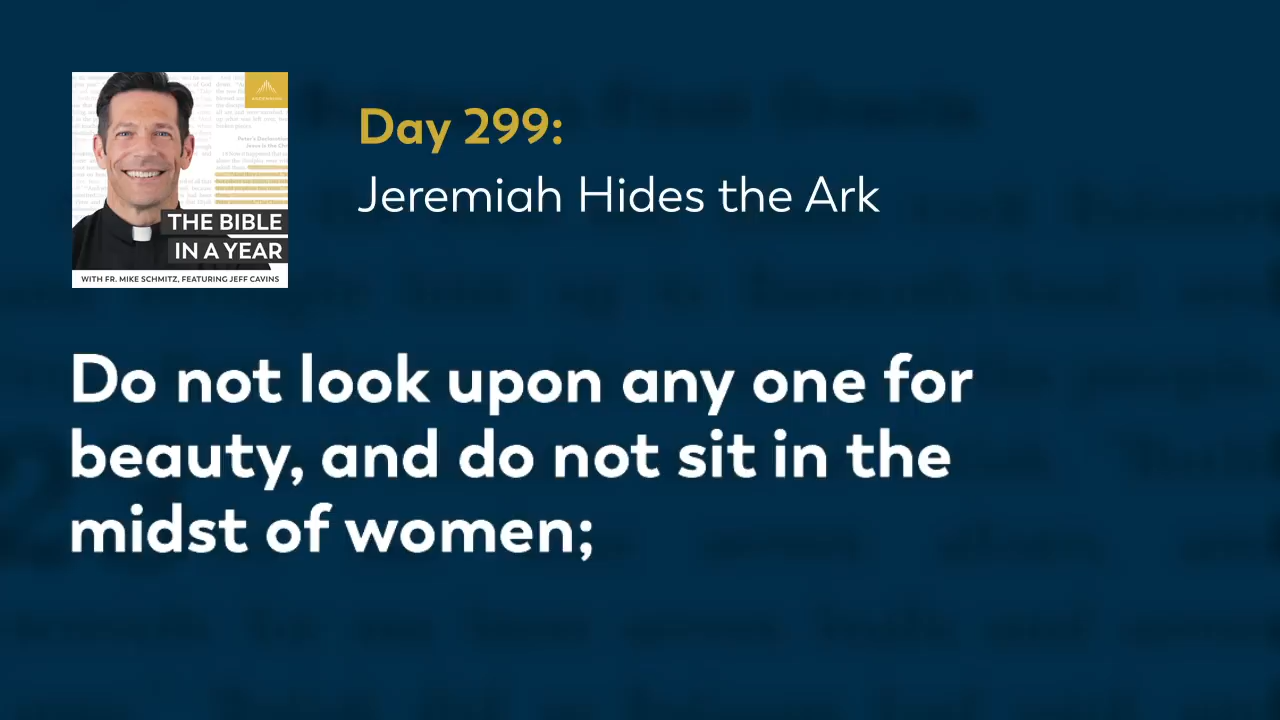 Day 299:
Jeremiah Hides the Ark
THE BIBLE
IN A YEAR
WITH FR. MIKE SCHMITZ, FEATURING JEFF CAVINS
Do not look upon any one for
beauty, and do not sit in the
midst of women;